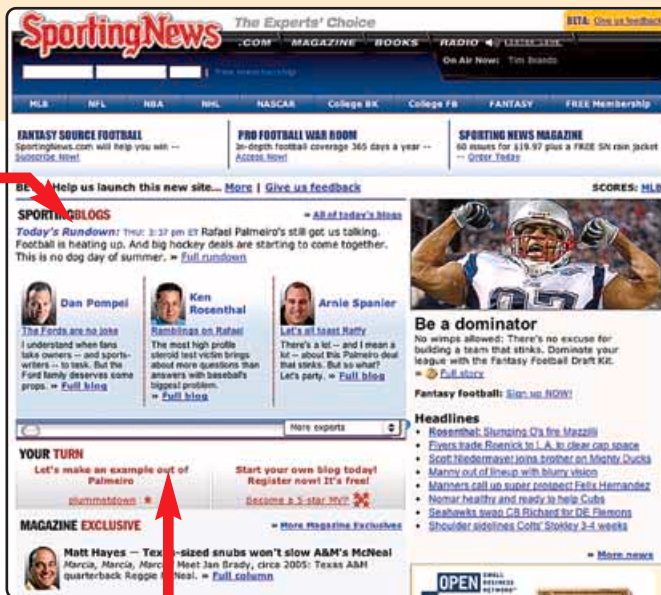 SportingNews
The Experts' Choice
BETA: Give us feedback
.COM MAGAZINE BOOKS RADIO LISTEN LIVE
On Air Now: Tim Brando
Free membership
MLB NFL NBA NHL NASCAR College BK College FB FANTASY FREE Membership
FANTASY SOURCE FOOTBALL
SportingNews.com will help you win --
Subscribe Now!
PRO FOOTBALL WAR ROOM
In-depth football coverage 365 days a year --
Access Now!
SPORTING NEWS MAGAZINE
60 issues for $19.97 plus a FREE SN rain jacket
-- Order Today
Help us launch this new site... More | Give us feedback
SCORES: MLB
SPORTINGBLOGS
» All of today's blogs
Today's Rundown: THU: 3:37 pm ET Rafael Palmeiro's still got us talking.
Football is heating up. And big hockey deals are starting to come together.
This is no dog day of summer. » Full rundown
Dan Pompei
The Fords are no joke
I understand when fans
take owners -- and sports-
writers -- to task. But the
Ford family deserves some
props. » Full blog
Ken
Rosenthal
Ramblings on Rafael
The most high profile
steroid test victim brings
about more questions than
answers with baseball's
biggest problem.
» Full blog
Arnie Spanier
Let's all toast Raffy
There's a lot -- and I mean a
lot -- about this Palmeiro deal
that stinks. But so what?
Let's party. » Full blog
More experts
YOUR TURN
Let's make an example out of
Palmeiro
plummetdown
Start your own blog today!
Register now! It's free!
Become a 5-star MVP
MAGAZINE EXCLUSIVE
» More Magazine Exclusives
Matt Hayes — Texas-sized snubs won't slow A&M's McNeal
Marcia, Marcia, Marcia! Meet Jan Brady, circa 2005: Texas A&M
quarterback Reggie McNeal. » Full column
Be a dominator
No wimps allowed: There's no excuse for
building a team that stinks. Dominate your
league with the Fantasy Football Draft Kit.
» Full story
Fantasy football: Sign up NOW!
Headlines
• Rosenthal: Slumping O's fire Mazzilli
• Flyers trade Roenick to L.A. to clear cap space
• Scott Niedermayer joins brother on Mighty Ducks
• Manny out of lineup with blurry vision
• Mariners call up super prospect Felix Hernandez
• Nomar healthy and ready to help Cubs
• Seahawks swap CB Richard for DE Flemons
• Shoulder sidelines Colts' Stokley 3-4 weeks
» More news
OPEN SMALL
BUSINESS
NETWORK